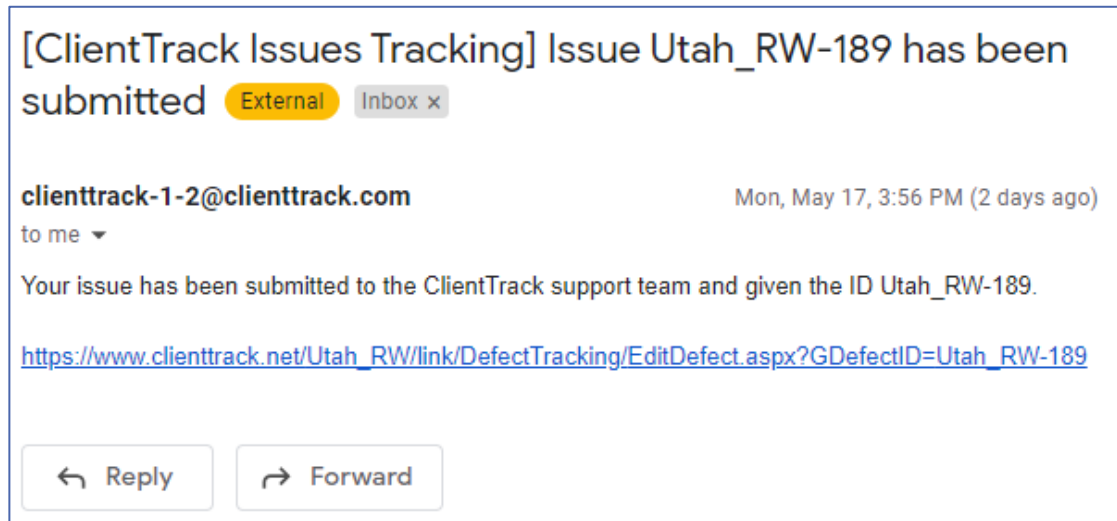 [ClientTrack Issues Tracking] Issue Utah_RW-189 has been
submitted External Inbox ×
clienttrack-1-2@clienttrack.com Mon, May 17, 3:56 PM (2 days ago)
to me
Your issue has been submitted to the ClientTrack support team and given the ID Utah_RW-189.
https://www.clienttrack.net/Utah_RW/link/DefectTracking/EditDefect.aspx?GDefectID=Utah_RW-189
Reply Forward